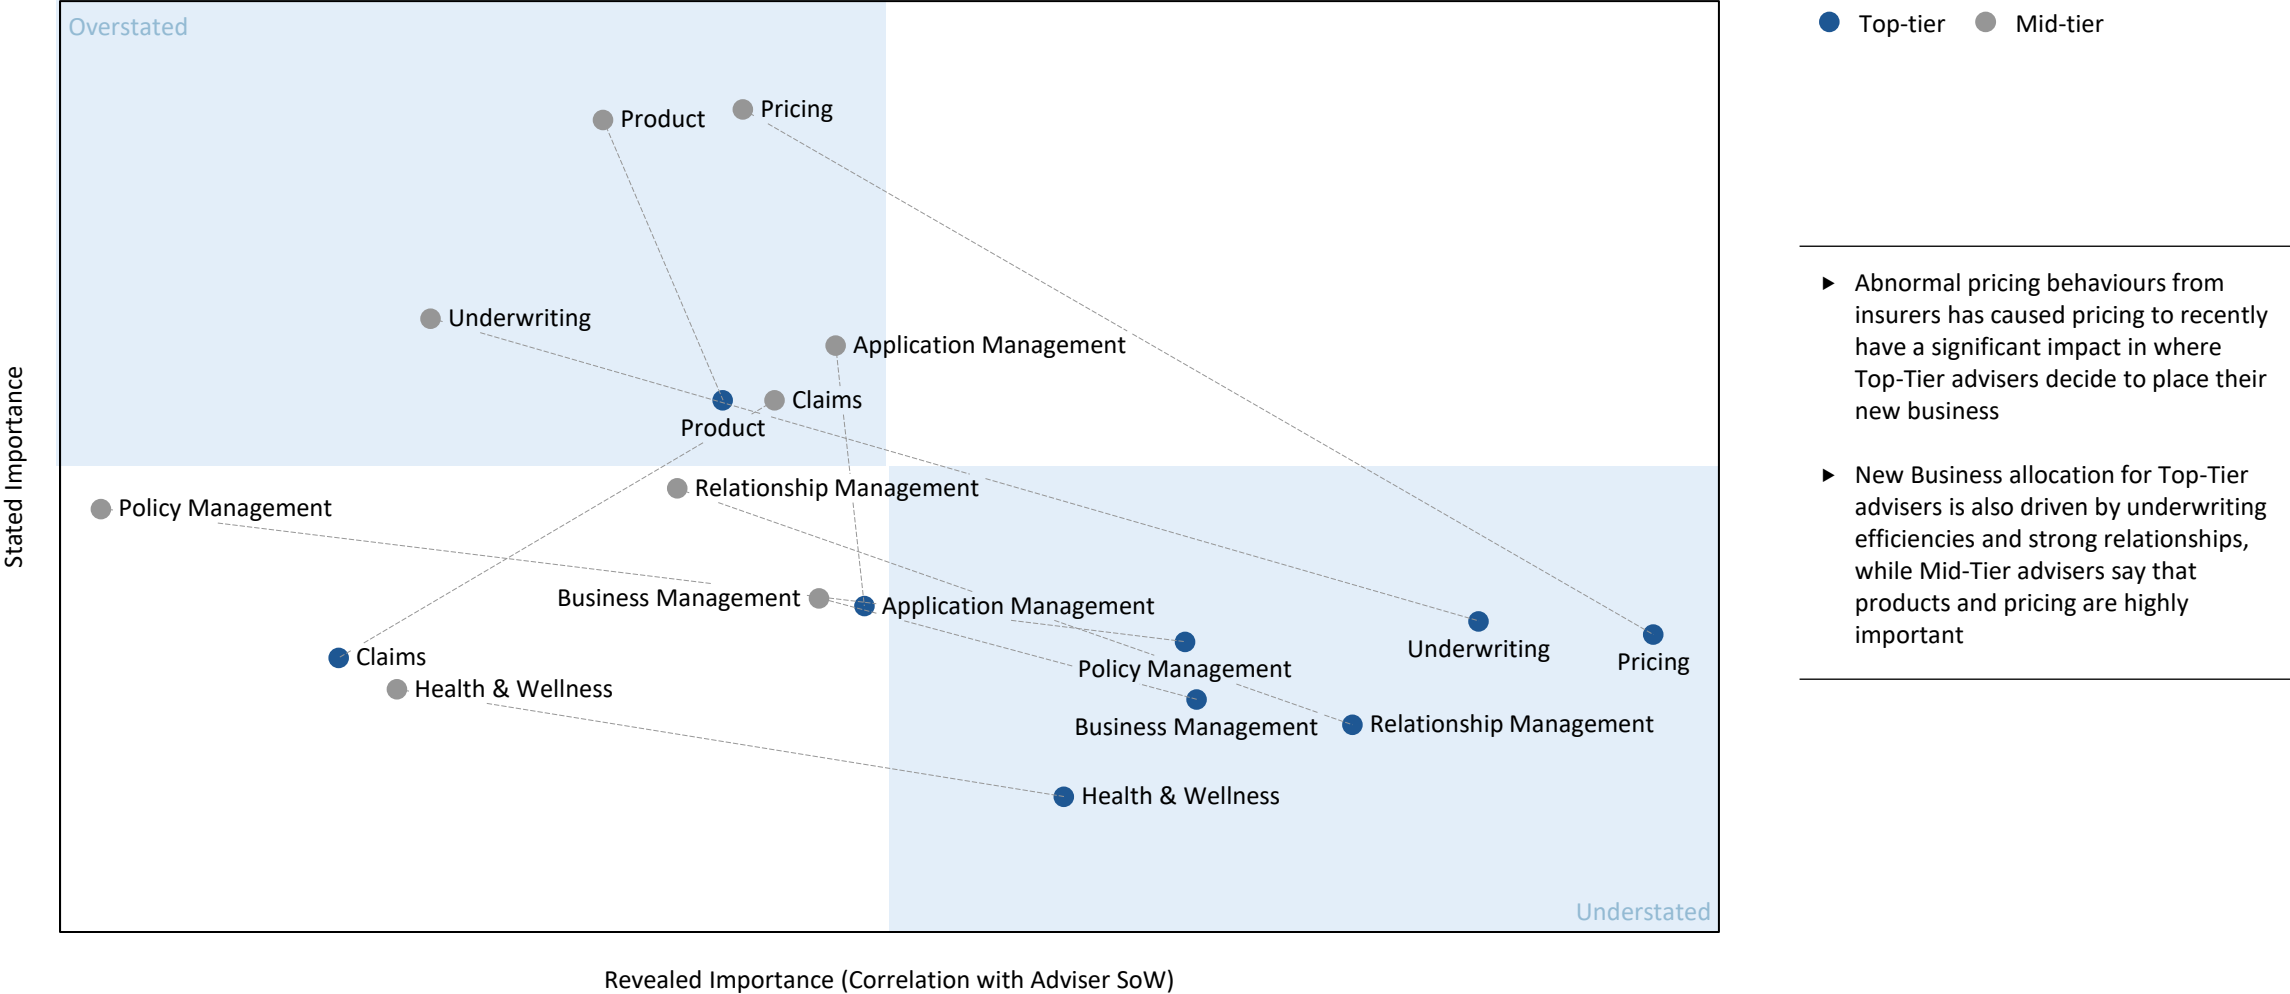 Overstated
Top-tier
Mid-tier
Product
Pricing
Underwriting
Application Management
Claims
Product
Relationship Management
Policy Management
Business Management
Application Management
Underwriting
Pricing
Claims
Policy Management
Health & Wellness
Business Management
Relationship Management
Health & Wellness
Understated
Stated Importance
Revealed Importance (Correlation with Adviser SoW)
Abnormal pricing behaviours from
insurers has caused pricing to recently
have a significant impact in where
Top-Tier advisers decide to place their
new business
New Business allocation for Top-Tier
advisers is also driven by underwriting
efficiencies and strong relationships,
while Mid-Tier advisers say that
products and pricing are highly
important